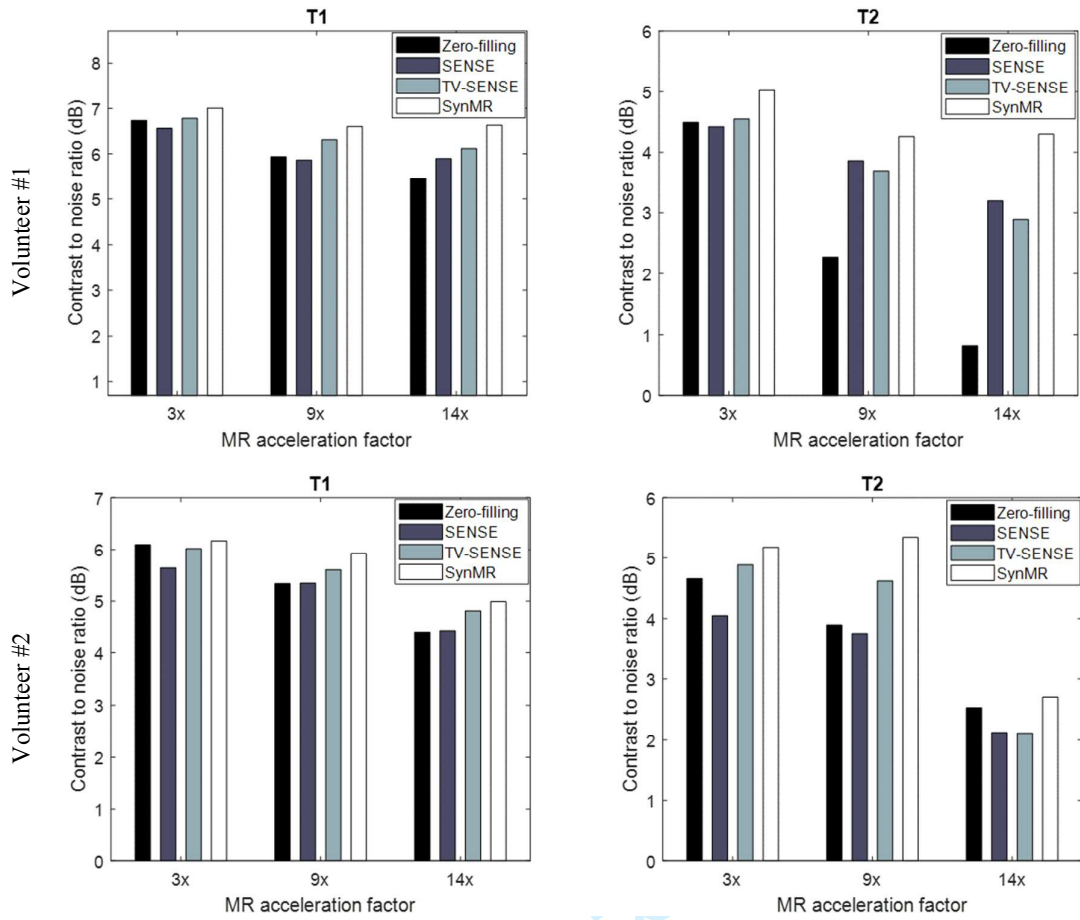 T1
Contrast to noise ratio (dB)
8
7
6
5
4
3
2
1
Zero-filling
SENSE
TV-SENSE
SynMR
3x
9x
14x
MR acceleration factor
Volunteer #1
T2
Contrast to noise ratio (dB)
6
5
4
3
2
1
0
Zero-filling
SENSE
TV-SENSE
SynMR
3x
9x
14x
MR acceleration factor
T1
Contrast to noise ratio (dB)
7
6
5
4
3
2
1
0
Zero-filling
SENSE
TV-SENSE
SynMR
3x
9x
14x
MR acceleration factor
Volunteer #2
T2
Contrast to noise ratio (dB)
6
5
4
3
2
1
0
Zero-filling
SENSE
TV-SENSE
SynMR
3x
9x
14x
MR acceleration factor